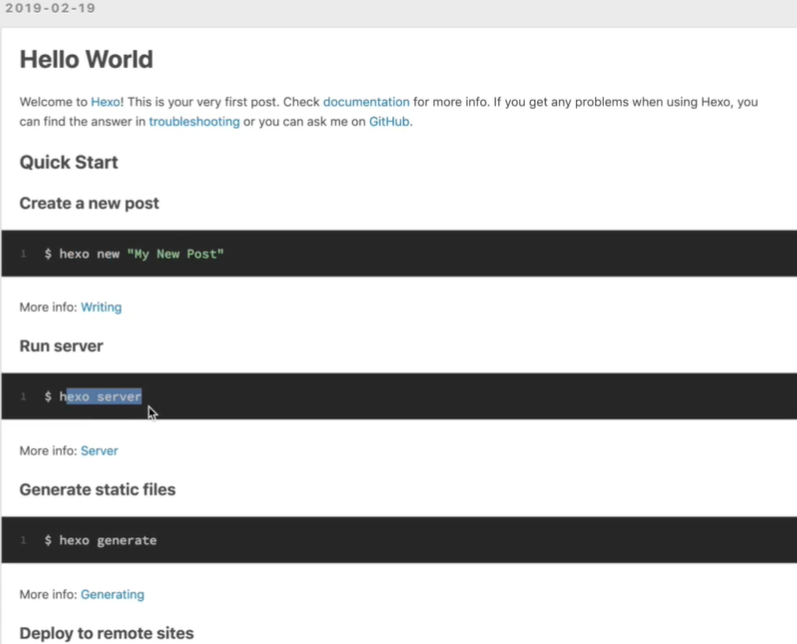 2019-02-19
Hello World
Welcome to Hexo! This is your very first post. Check documentation for more info. If you get any problems when using Hexo, you
can find the answer in troubleshooting or you can ask me on GitHub.
Quick Start
Create a new post
1 $ hexo new "My New Post"
More info: Writing
Run server
1 $ hexo server
More info: Server
Generate static files
1 $ hexo generate
More info: Generating
Deploy to remote sites